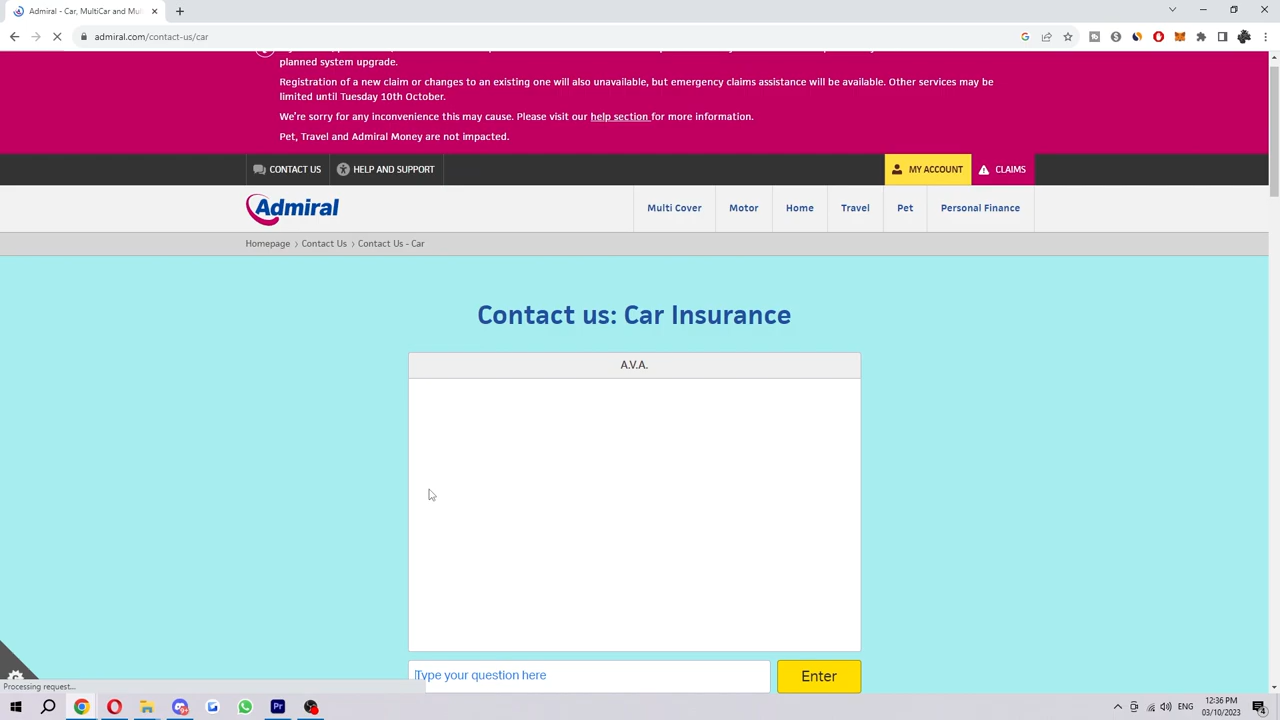 Admiral - Car, MultiCar and Mu
admiral.com/contact-us/car
planned system upgrade.
Registration of a new claim or changes to an existing one will also unavailable, but emergency claims assistance will be available. Other services may be
limited until Tuesday 10th October.
We're sorry for any inconvenience this may cause. Please visit our help section for more information.
Pet, Travel and Admiral Money are not impacted.
CONTACT US
HELP AND SUPPORT
MY ACCOUNT
CLAIMS
Admiral
Multi Cover
Motor
Home
Travel
Pet
Personal Finance
Homepage › Contact Us › Contact Us - Car
Contact us: Car Insurance
A.V.A.
Type your question here
Enter
Processing request...
ENG
12:36 PM
03/10/2023
4